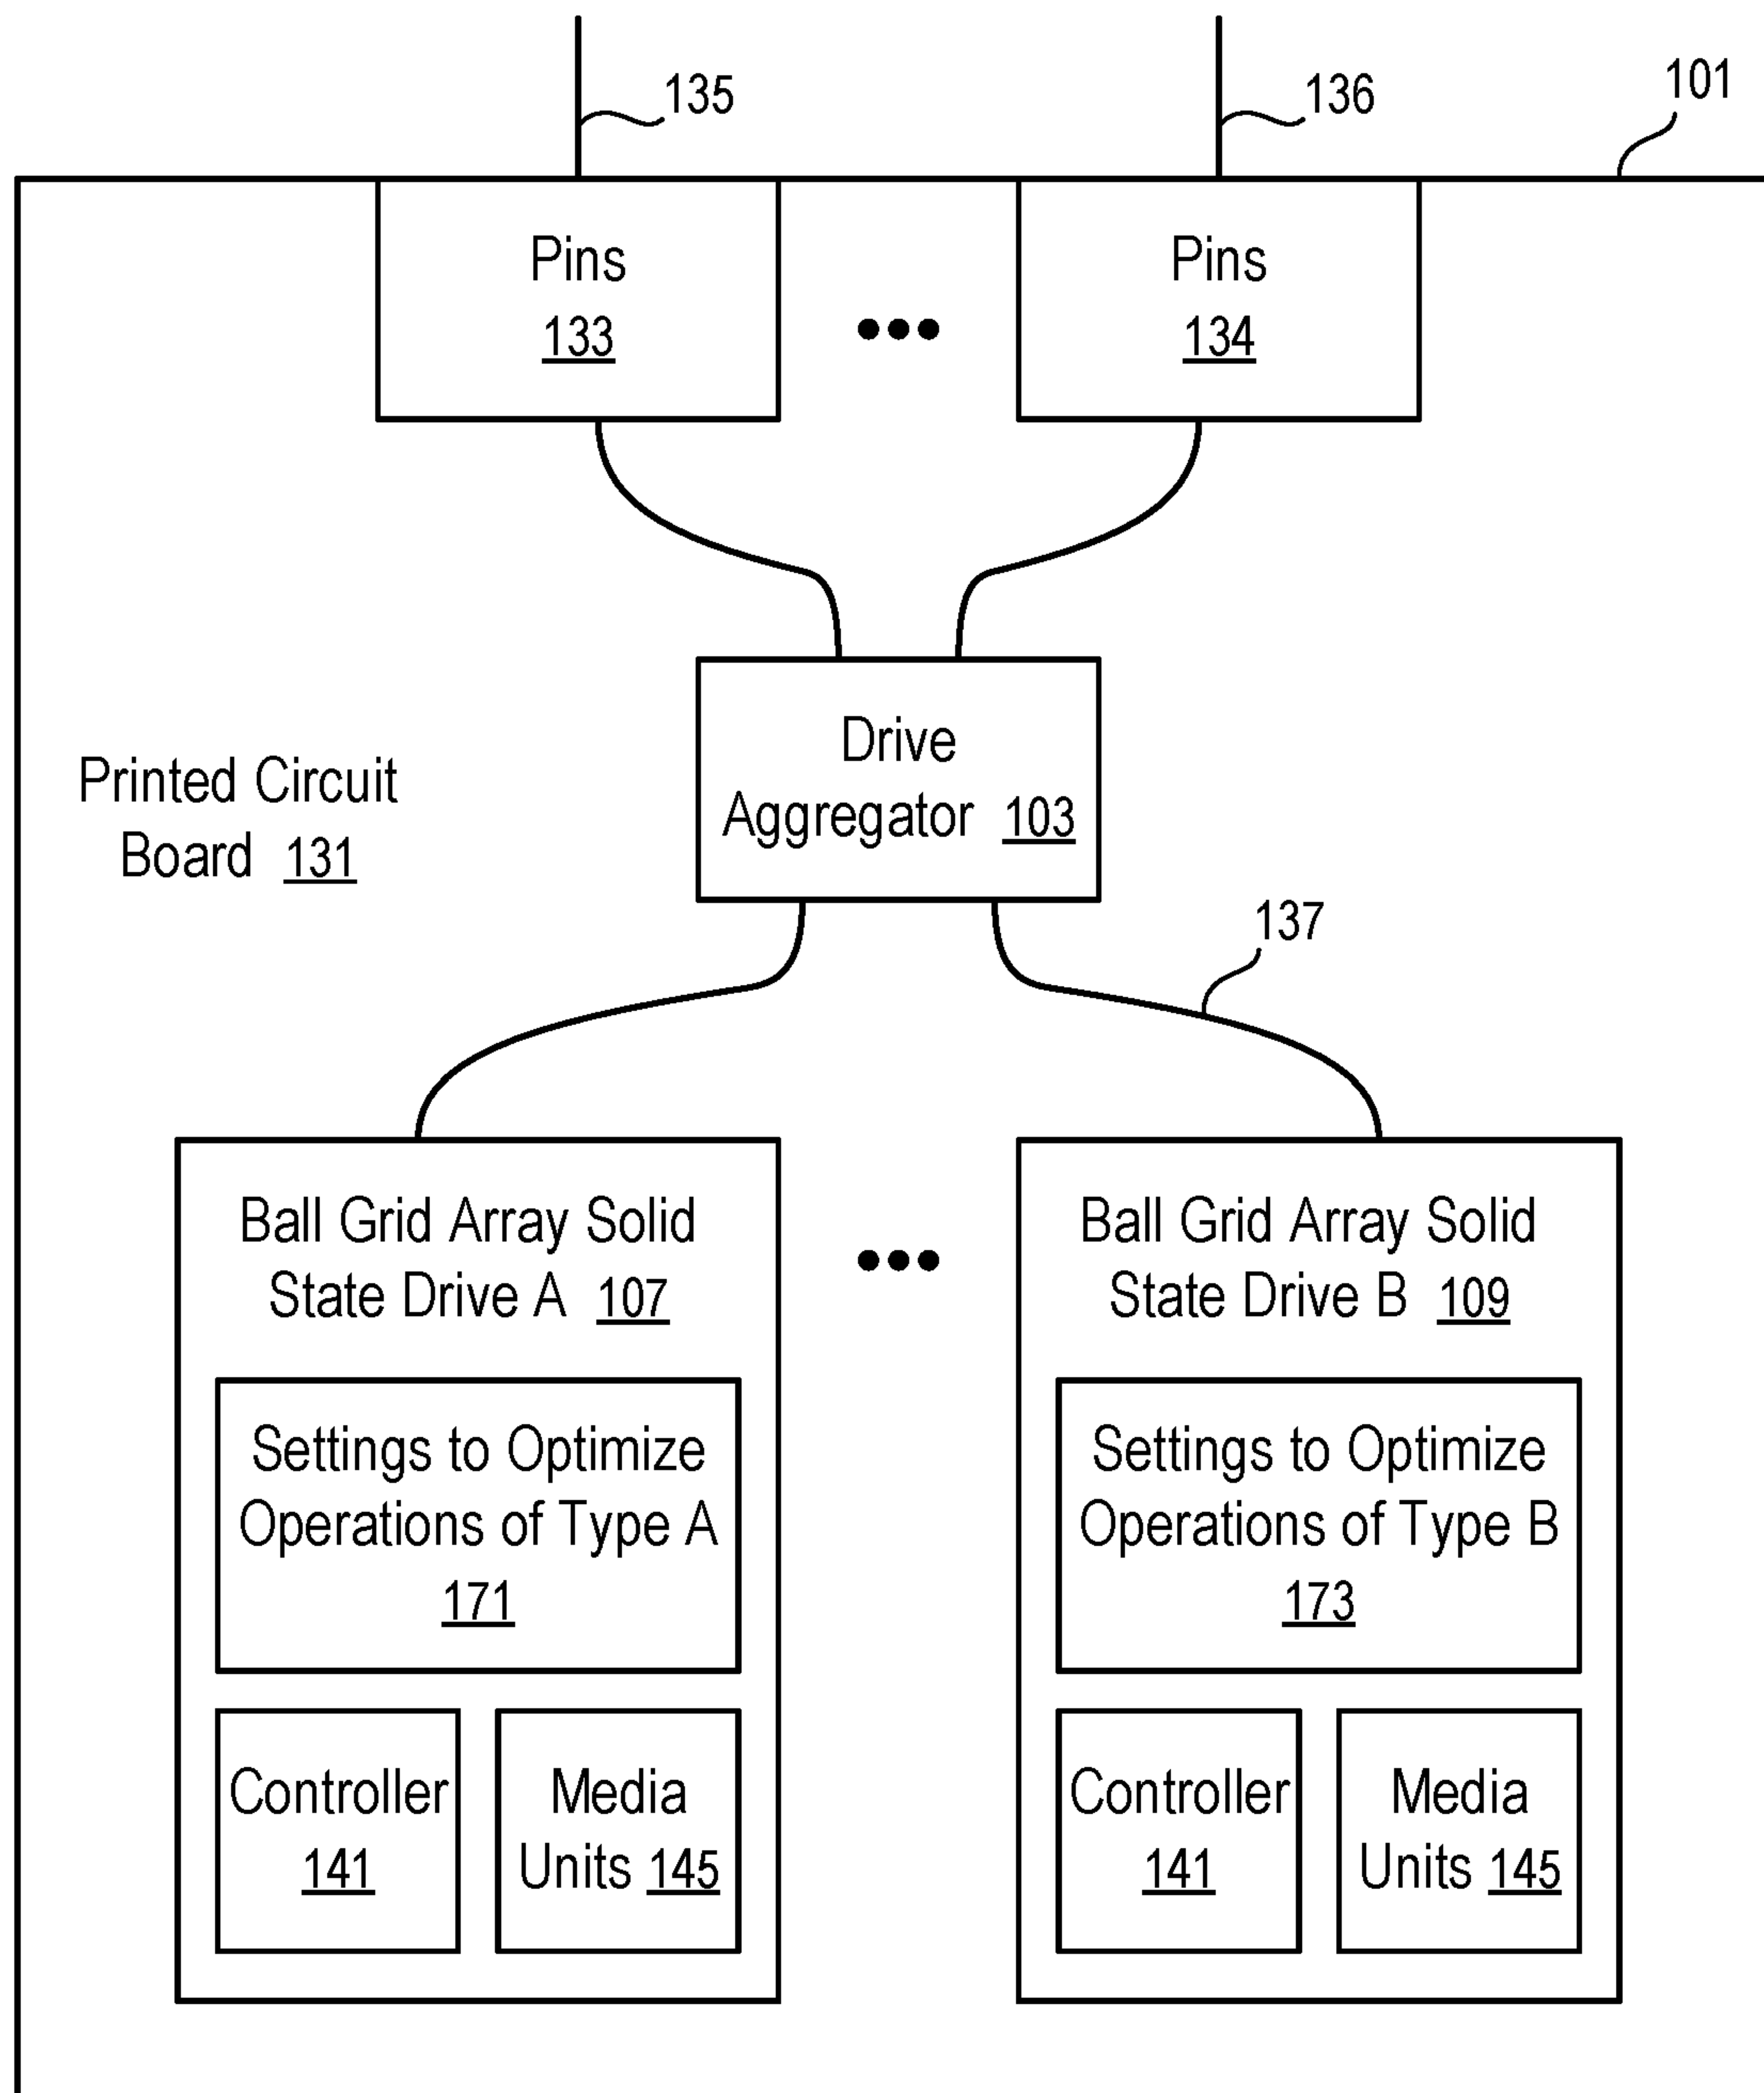 135
136
101
Pins
133
Pins
134
Drive
Aggregator 103
Printed Circuit
Board 131
137
Ball Grid Array Solid
State Drive A 107
Settings to Optimize
Operations of Type A
171
Controller
141
Media
Units 145
Ball Grid Array Solid
State Drive B 109
Settings to Optimize
Operations of Type B
173
Controller
141
Media
Units 145